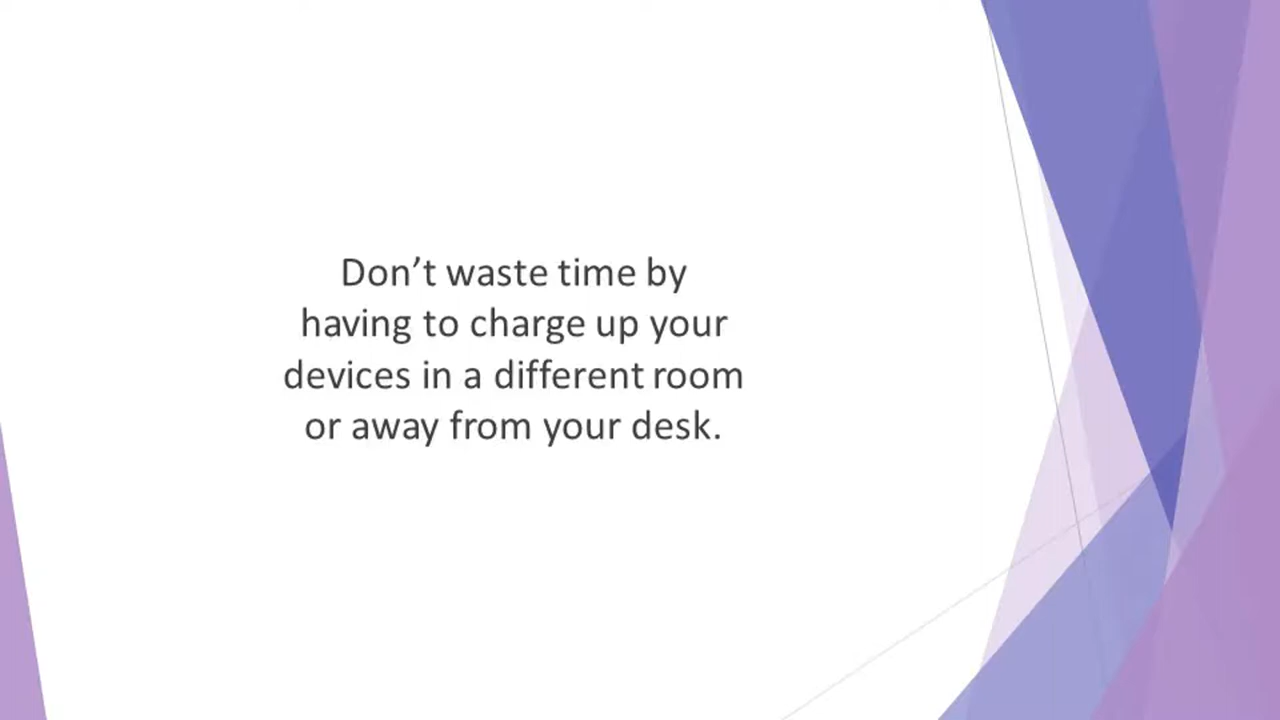 Don’t waste time by
having to charge up your
devices in a different room
or away from your desk.